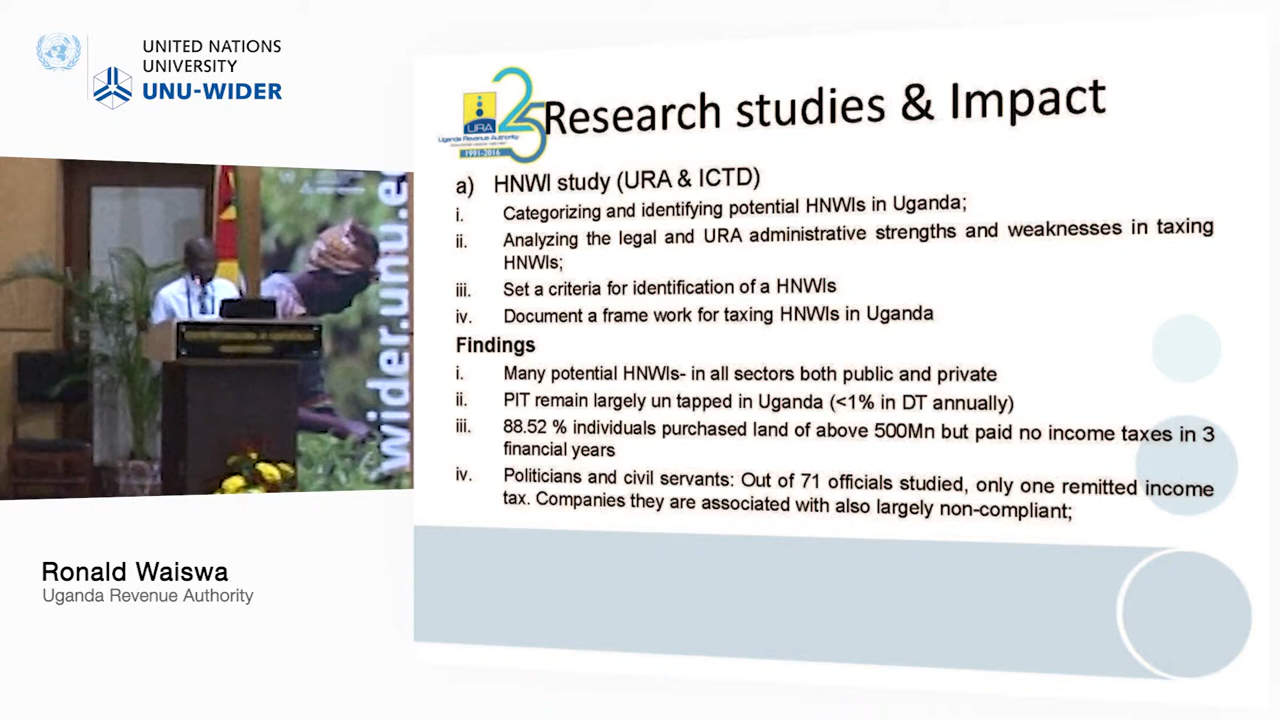 UNITED NATIONS
UNIVERSITY
UNU-WIDER
25
URA
Uganda Revenue Authority
1991-2016
Research studies & Impact
a) HNWI study (URA & ICTD)
i. Categorizing and identifying potential HNWIs in Uganda;
ii. Analyzing the legal and URA administrative strengths and weaknesses in taxing
HNWIs;
iii. Set a criteria for identification of a HNWIs
iv. Document a frame work for taxing HNWIs in Uganda
Findings
i. Many potential HNWIs- in all sectors both public and private
ii. PIT remain largely un tapped in Uganda (<1% in DT annually)
iii. 88.52 % individuals purchased land of above 500Mn but paid no income taxes in 3
financial years
iv. Politicians and civil servants: Out of 71 officials studied, only one remitted income
tax. Companies they are associated with also largely non-compliant;
wider.unu.e
Ronald Waiswa
Uganda Revenue Authority